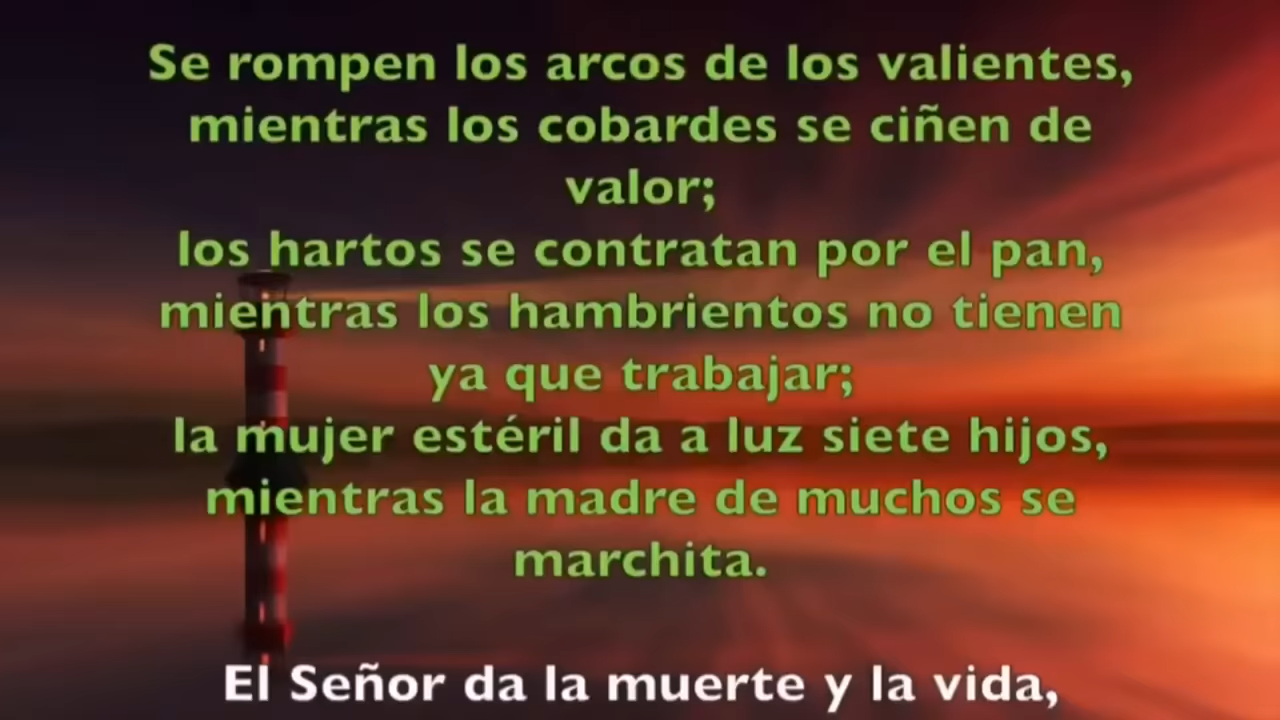 Se rompen los arcos de los valientes,
mientras los cobardes se ciñen de
valor;
los hartos se contratan por el pan,
mientras los hambrientos no tienen
ya que trabajar;
la mujer estéril da a luz siete hijos,
mientras la madre de muchos se
marchita.
El Señor da la muerte y la vida,